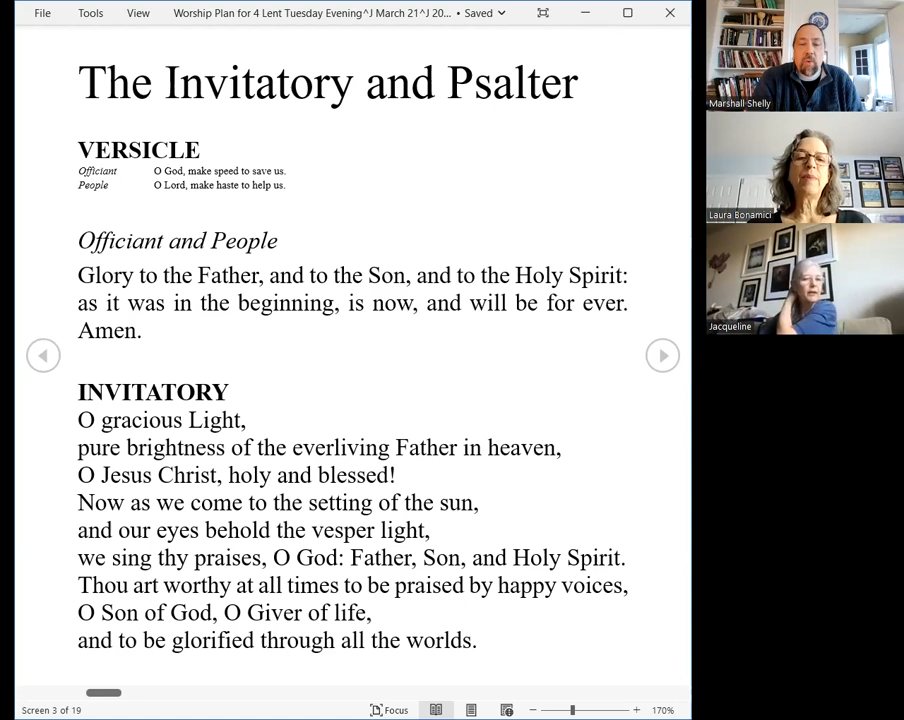 File Tools Worship Plan for 4 Lent Tuesday Evening^J March 21^J 20... • Saved
The Invitatory and Psalter
VERSICLE
Officiant O God, make speed to save us.
People O Lord, make haste to help us.
Officiant and People
Glory to the Father, and to the Son, and to the Holy Spirit:
as it was in the beginning, is now, and will be for ever.
Amen.
INVITATORY
O gracious Light,
pure brightness of the everliving Father in heaven,
O Jesus Christ, holy and blessed!
Now as we come to the setting of the sun,
and our eyes behold the vesper light,
we sing thy praises, O God: Father, Son, and Holy Spirit.
Thou art worthy at all times to be praised by happy voices,
O Son of God, O Giver of life,
and to be glorified through all the worlds.
Screen 3 of 19 Focus 170%
Marshall Shelly
Laura Bonamici
Jacqueline